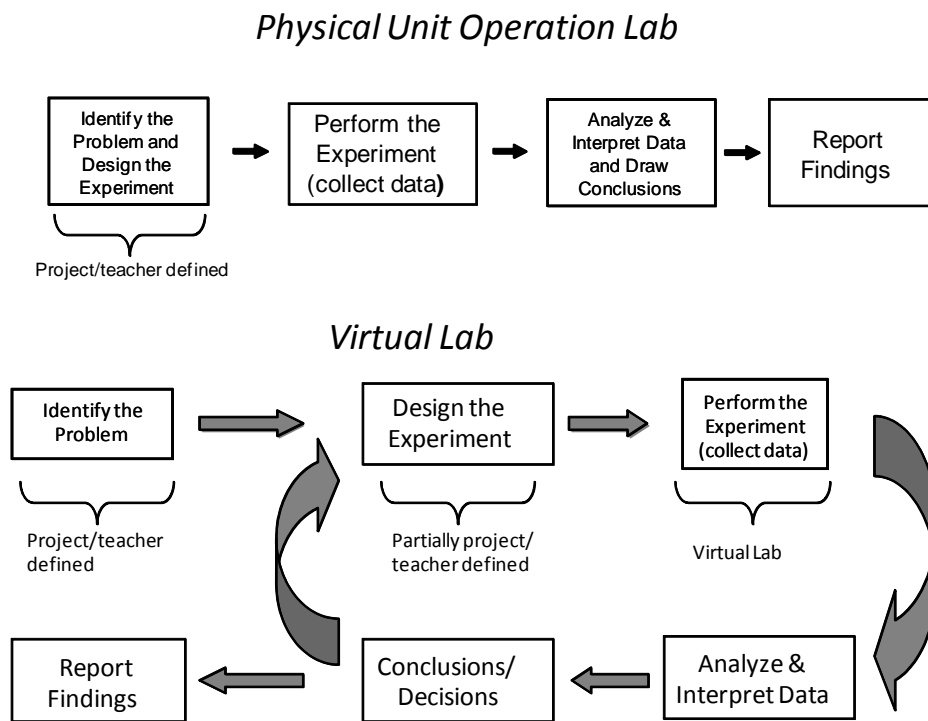 Physical Unit Operation Lab
Identify the
Problem and
Design the
Experiment
Perform the
Experiment
(collect data)
Analyze &
Interpret Data
and Draw
Conclusions
Report
Findings
Project/teacher defined
Virtual Lab
Identify the
Problem
Design the
Experiment
Perform the
Experiment
(collect data)
Project/teacher
defined
Partially project/
teacher defined
Virtual Lab
Report
Findings
Conclusions/
Decisions
Analyze &
Interpret Data